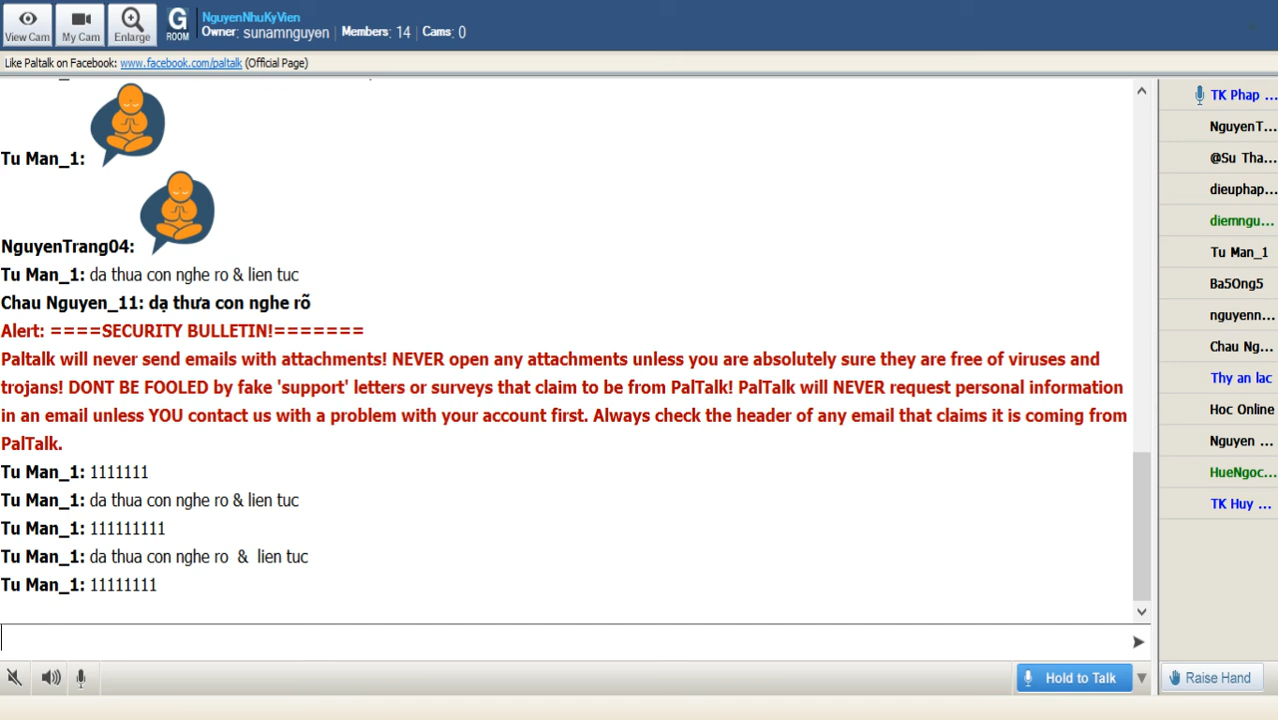 View Cam
My Cam
Enlarge
G
ROOM
NguyenNhuKyVien
Owner: sunamnguyen Members: 14 Cams: 0
Like Paltalk on Facebook: www.facebook.com/paltalk (Official Page)
Tu Man_1:
NguyenTrang04:
Tu Man_1: da thua con nghe ro & lien tuc
Chau Nguyen_11: dạ thưa con nghe rõ
Alert: ====SECURITY BULLETIN!=======
Paltalk will never send emails with attachments! NEVER open any attachments unless you are absolutely sure they are free of viruses and
trojans! DONT BE FOOLED by fake 'support' letters or surveys that claim to be from PalTalk! PalTalk will NEVER request personal information
in an email unless YOU contact us with a problem with your account first. Always check the header of any email that claims it is coming from
PalTalk.
Tu Man_1: 1111111
Tu Man_1: da thua con nghe ro & lien tuc
Tu Man_1: 111111111
Tu Man_1: da thua con nghe ro & lien tuc
Tu Man_1: 11111111
TK Phap ...
NguyenT...
@Su Tha...
dieuphap...
diemngu...
Tu Man_1
Ba5Ong5
nguyenn...
Chau Ng...
Thy an lac
Hoc Online
Nguyen ...
HueNgoc...
TK Huy ...
Hold to Talk
Raise Hand